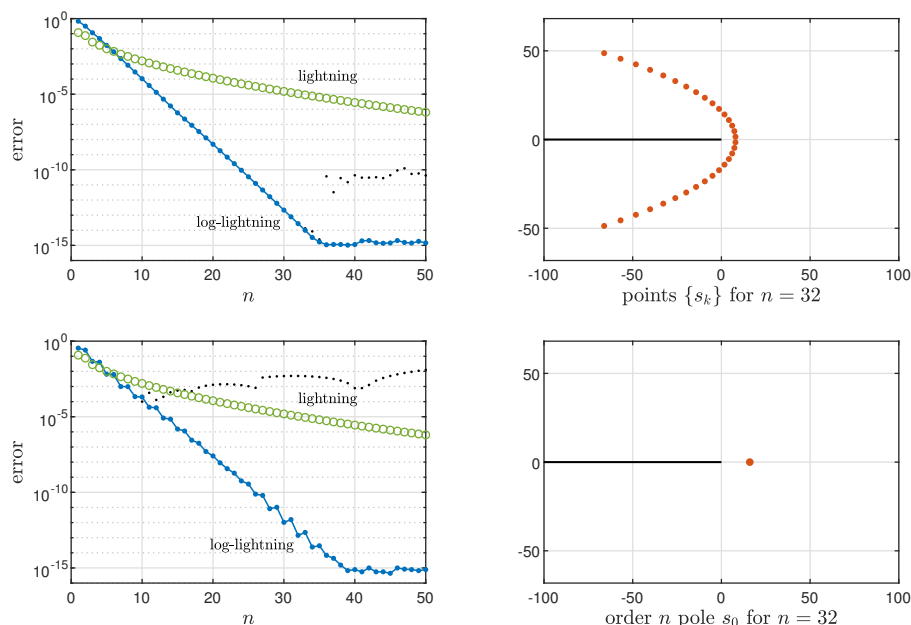 10^0
10^-5
10^-10
10^-15
error
lightning
log-lightning
0 10 20 30 40 50
n
50
0
-50
-100 -50 0 50 100
points {s_k} for n = 32
10^0
10^-5
10^-10
10^-15
error
lightning
log-lightning
0 10 20 30 40 50
n
50
0
-50
-100 -50 0 50 100
order n pole s_0 for n = 32